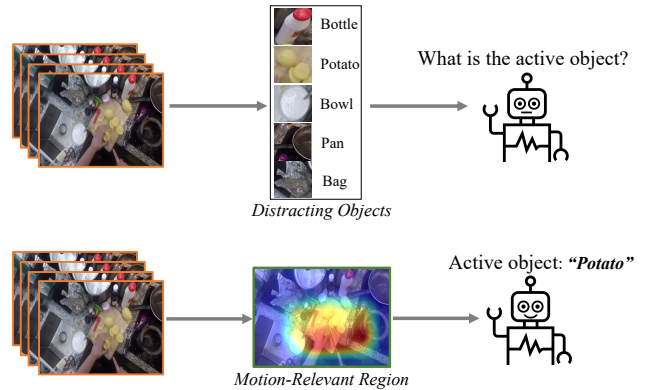 Bottle
Potato
Bowl
Pan
Bag
Distracting Objects
What is the active object?
Motion-Relevant Region
Active object: “Potato”